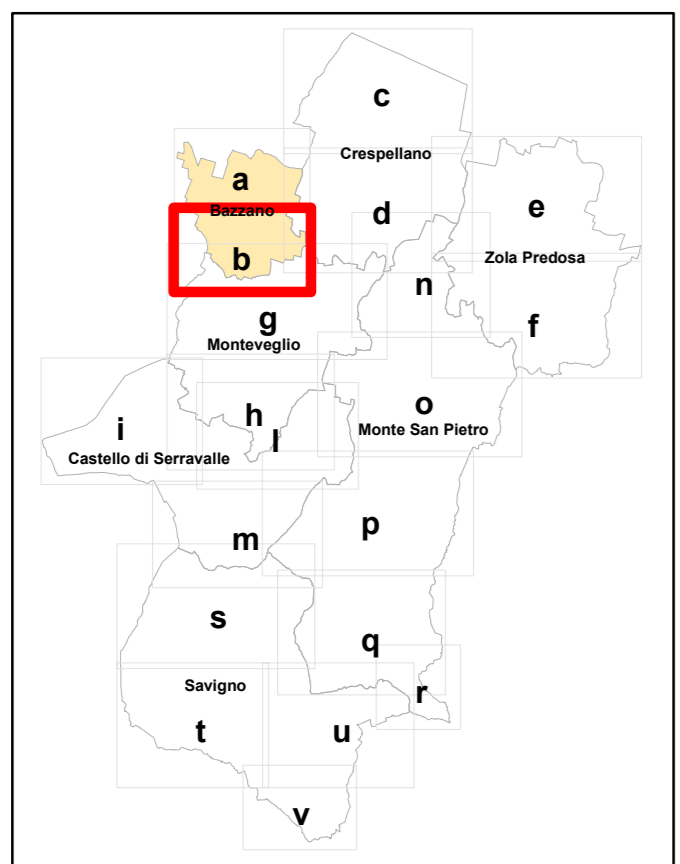 c
Crespellano
a
Bazzano
e
d
b
Zola Predosa
n
g
f
Monteveglio
o
h
i
Monte San Pietro
l
Castello di Serravalle
p
m
s
q
Savigno
r
t
u
v